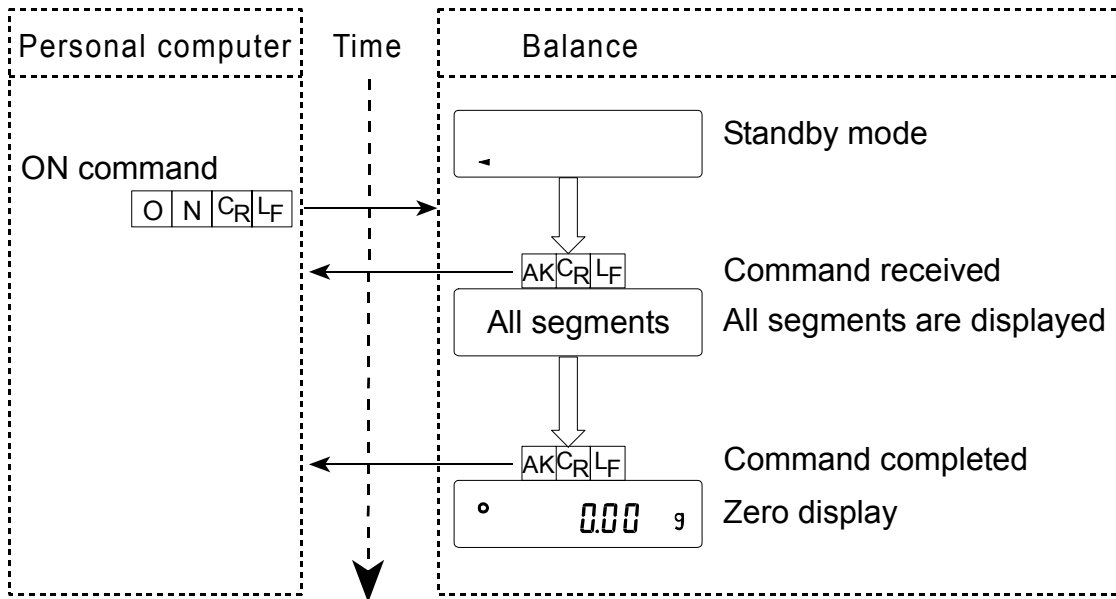 Personal computer Time Balance
Standby mode
ON command
O N CR LF
AK CR LF Command received
All segments All segments are displayed
AK CR LF Command completed
0.00 g Zero display